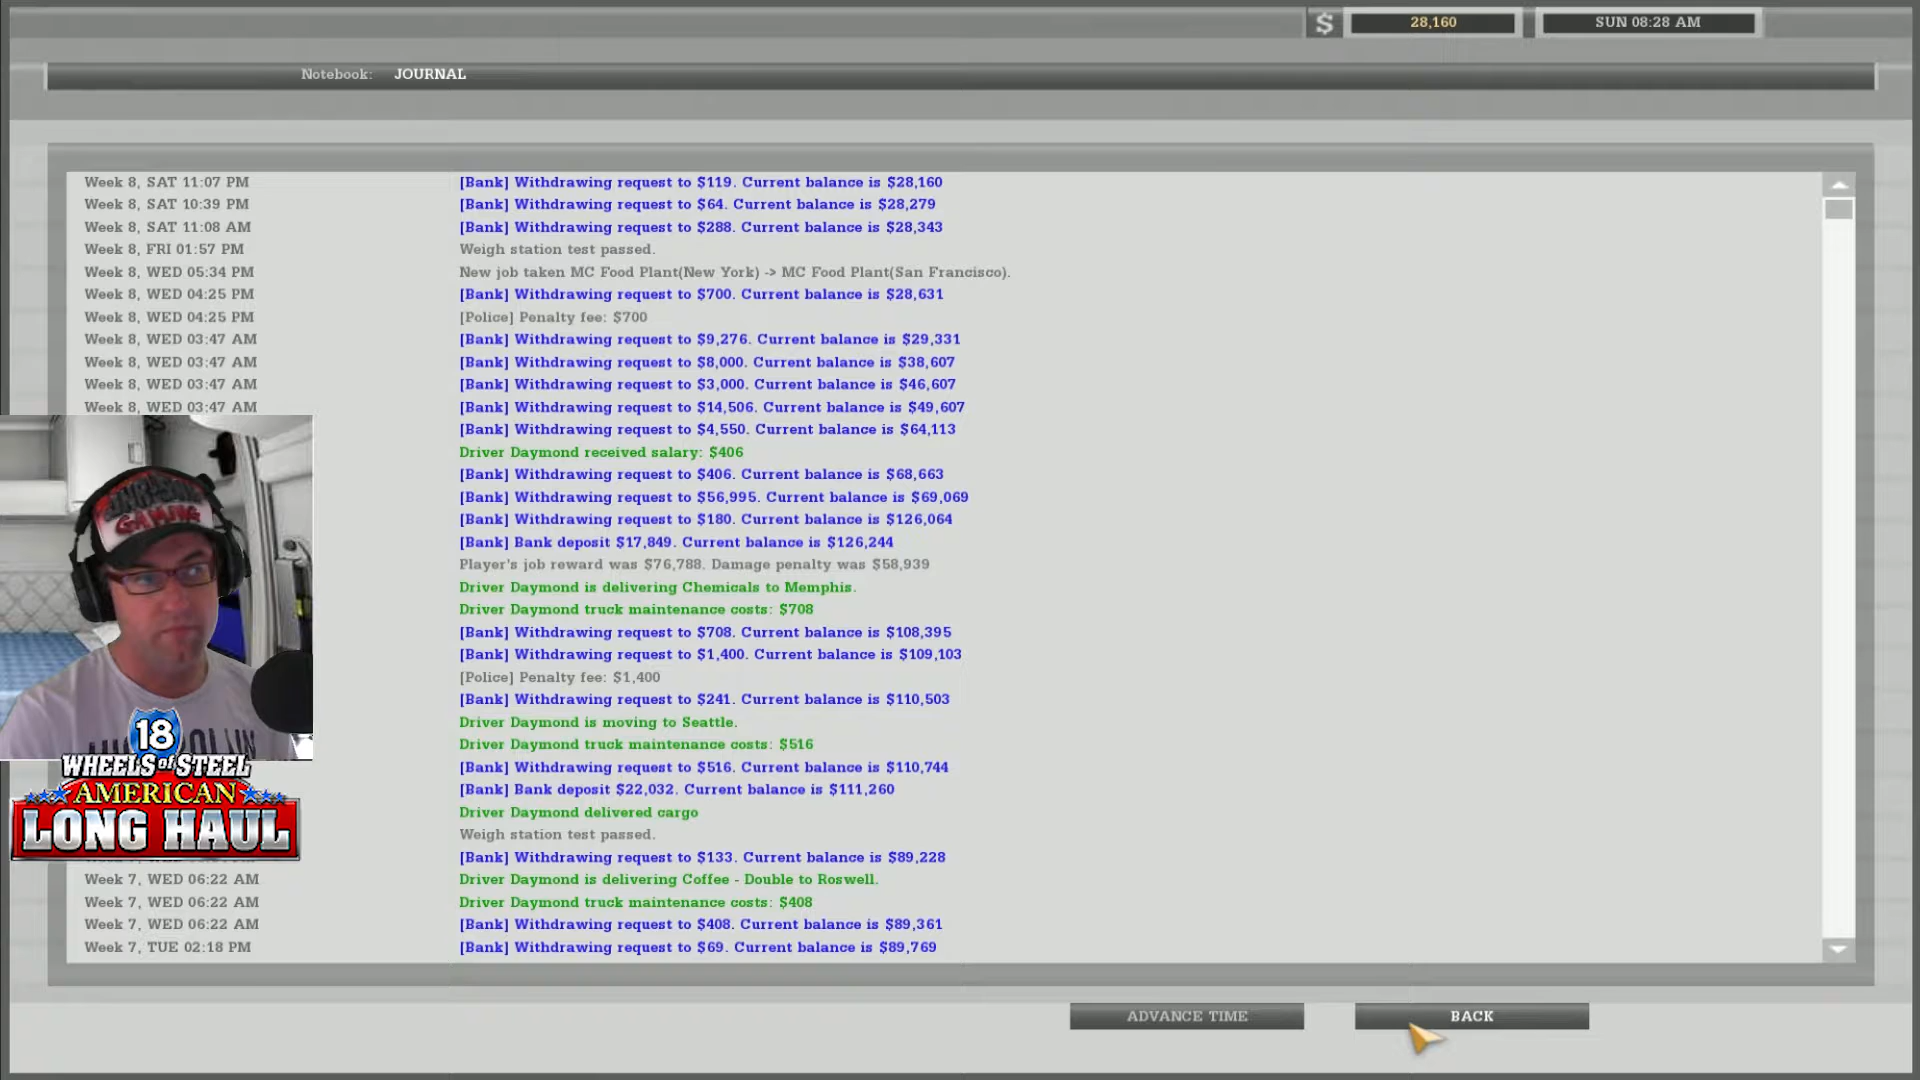 $ 28,160 SUN 08:28 AM
Notebook: JOURNAL
Week 8, SAT 11:07 PM [Bank] Withdrawing request to $119. Current balance is $28,160
Week 8, SAT 10:39 PM [Bank] Withdrawing request to $64. Current balance is $28,279
Week 8, SAT 11:08 AM [Bank] Withdrawing request to $288. Current balance is $28,343
Week 8, FRI 01:57 PM Weigh station test passed.
Week 8, WED 05:34 PM New job taken MC Food Plant(New York) -> MC Food Plant(San Francisco).
Week 8, WED 04:25 PM [Bank] Withdrawing request to $700. Current balance is $28,631
Week 8, WED 04:25 PM [Police] Penalty fee: $700
Week 8, WED 03:47 AM [Bank] Withdrawing request to $9,276. Current balance is $29,331
Week 8, WED 03:47 AM [Bank] Withdrawing request to $8,000. Current balance is $38,607
Week 8, WED 03:47 AM [Bank] Withdrawing request to $3,000. Current balance is $46,607
Week 8, WED 03:47 AM [Bank] Withdrawing request to $14,506. Current balance is $49,607
[Bank] Withdrawing request to $4,550. Current balance is $64,113
Driver Daymond received salary: $406
[Bank] Withdrawing request to $406. Current balance is $68,663
[Bank] Withdrawing request to $56,995. Current balance is $69,069
[Bank] Withdrawing request to $180. Current balance is $126,064
[Bank] Bank deposit $17,849. Current balance is $126,244
Player's job reward was $76,788. Damage penalty was $58,939
Driver Daymond is delivering Chemicals to Memphis.
Driver Daymond truck maintenance costs: $708
[Bank] Withdrawing request to $708. Current balance is $108,395
[Bank] Withdrawing request to $1,400. Current balance is $109,103
[Police] Penalty fee: $1,400
[Bank] Withdrawing request to $241. Current balance is $110,503
Driver Daymond is moving to Seattle.
Driver Daymond truck maintenance costs: $516
[Bank] Withdrawing request to $516. Current balance is $110,744
[Bank] Bank deposit $22,032. Current balance is $111,260
Driver Daymond delivered cargo
Weigh station test passed.
[Bank] Withdrawing request to $133. Current balance is $89,228
Week 7, WED 06:22 AM Driver Daymond is delivering Coffee - Double to Roswell.
Week 7, WED 06:22 AM Driver Daymond truck maintenance costs: $408
Week 7, WED 06:22 AM [Bank] Withdrawing request to $408. Current balance is $89,361
Week 7, TUE 02:18 PM [Bank] Withdrawing request to $69. Current balance is $89,769
GAMING
18
WHEELS of STEEL
AMERICAN
LONG HAUL
ADVANCE TIME BACK